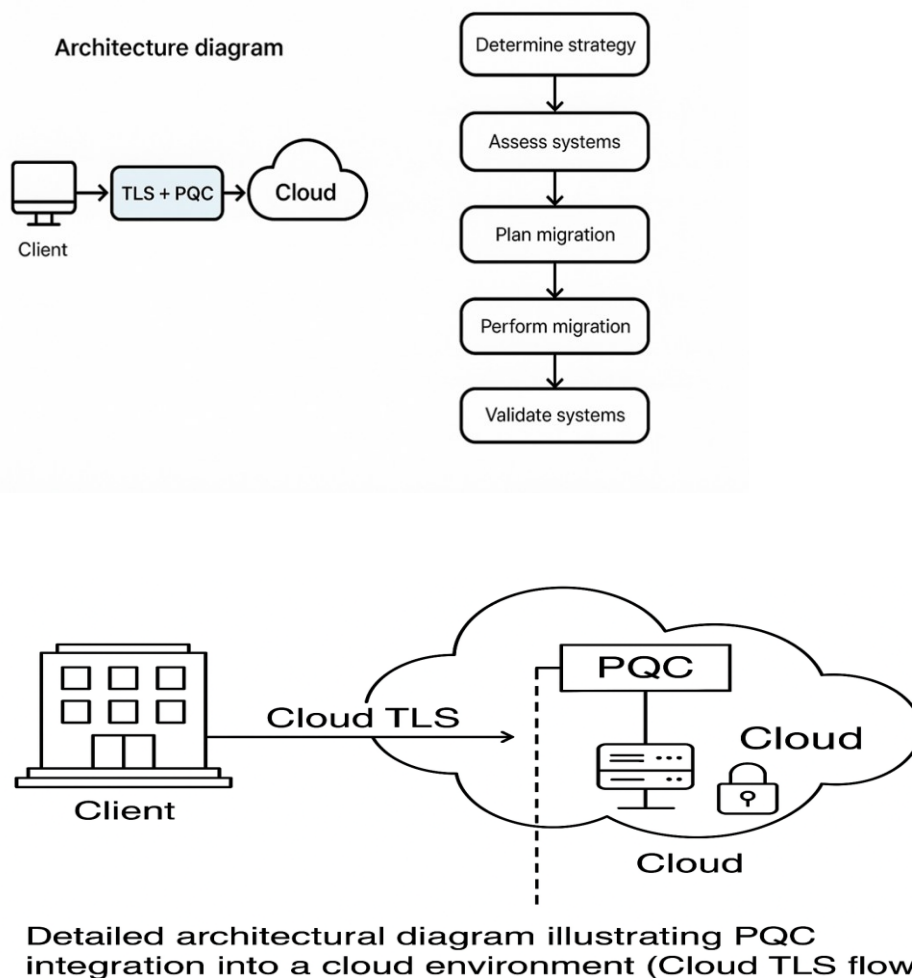 Architecture diagram
TLS + PQC
Cloud
Client
Determine strategy
Assess systems
Plan migration
Perform migration
Validate systems
PQC
Cloud TLS
Cloud
Client
Cloud
Detailed architectural diagram illustrating PQC
integration into a cloud environment (Cloud TLS flow